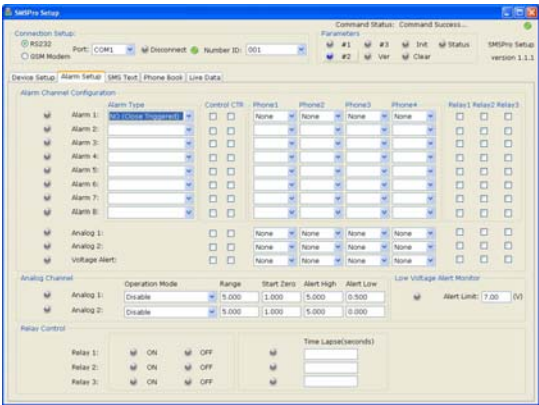 SMSPro Setup
Command Status: Command Success...
Connection Setup:
RS232
GSM Modem
Port: COM1
Disconnect
Number ID: 001
Parameters
#1 #3 Init Status
#2 Ver Clear
SMSPro Setup
version 1.1.1
Device Setup Alarm Setup SMS Text Phone Book Live Data
Alarm Channel Configuration
Alarm Type Control CTR Phone1 Phone2 Phone3 Phone4 Relay1 Relay2 Relay3
Alarm 1: NO (Close Triggered) None None None None
Alarm 2:
Alarm 3:
Alarm 4:
Alarm 5:
Alarm 6:
Alarm 7:
Alarm 8:
Analog 1: None None None None
Analog 2: None None None None
Voltage Alert: None None None None
Analog Channel
Operation Mode Range Start Zero Alert High Alert Low
Analog 1: Disable 5.000 1.000 5.000 0.500
Analog 2: Disable 5.000 1.000 5.000 0.000
Low Voltage Alert Monitor
Alert Limit: 7.00 (V)
Relay Control
Time Lapse(seconds)
Relay 1: ON OFF
Relay 2: ON OFF
Relay 3: ON OFF